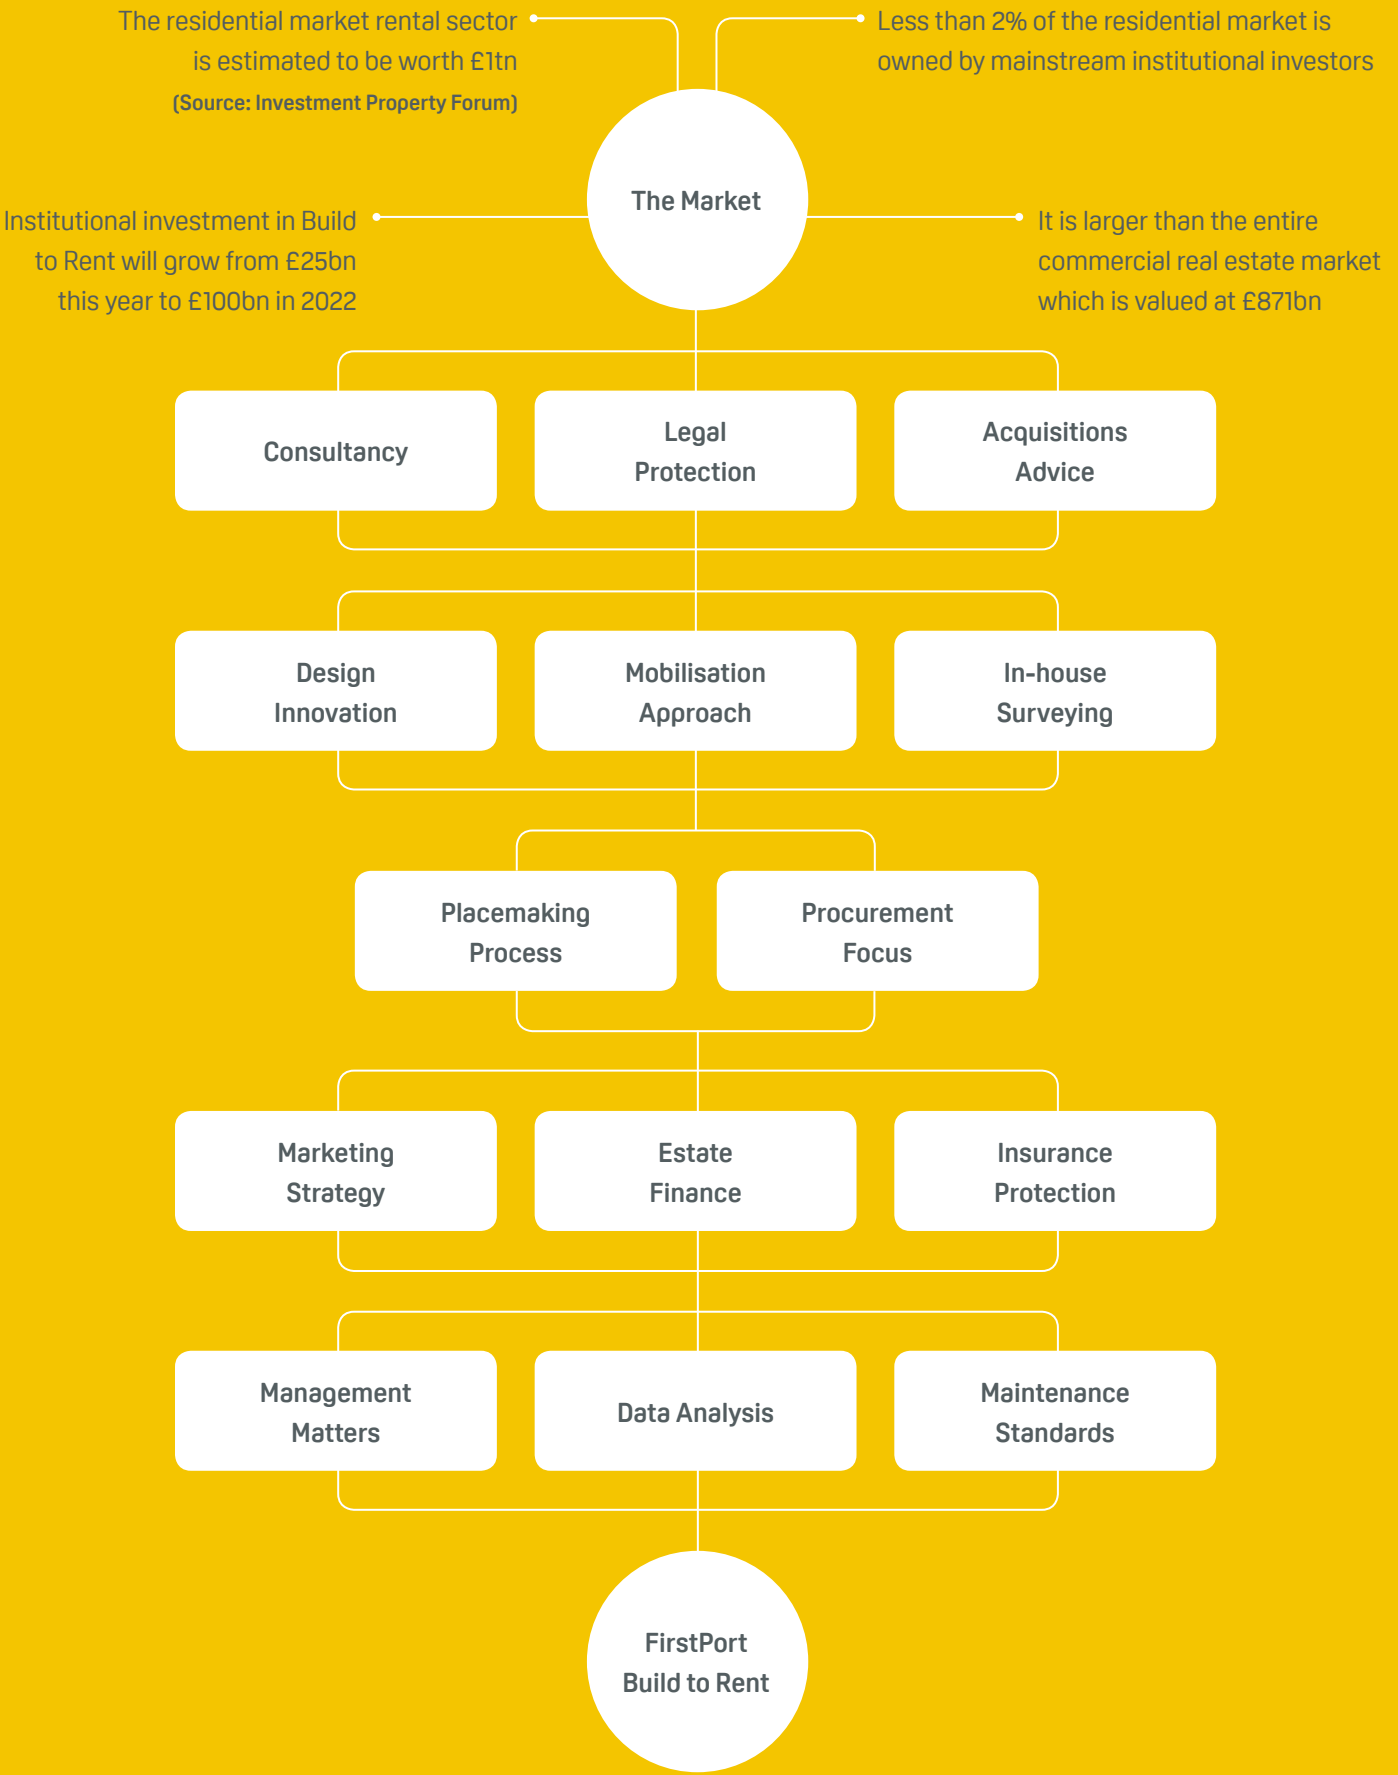 The residential market rental sector
is estimated to be worth £1tn
(Source: Investment Property Forum)
Less than 2% of the residential market is
owned by mainstream institutional investors
The Market
Institutional investment in Build
to Rent will grow from £25bn
this year to £100bn in 2022
It is larger than the entire
commercial real estate market
which is valued at £871bn
Consultancy
Legal
Protection
Acquisitions
Advice
Design
Innovation
Mobilisation
Approach
In-house
Surveying
Placemaking
Process
Procurement
Focus
Marketing
Strategy
Estate
Finance
Insurance
Protection
Management
Matters
Data Analysis
Maintenance
Standards
FirstPort
Build to Rent